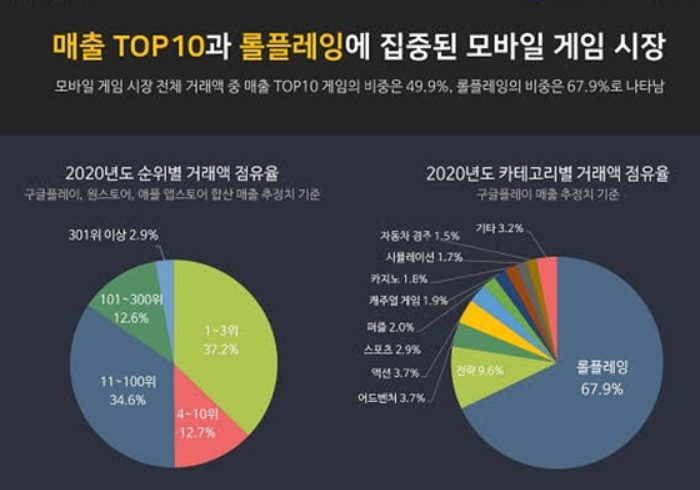 매출 TOP10과 롤플레잉에 집중된 모바일 게임 시장
모바일 게임 시장 전체 거래액 중 매출 TOP10 게임의 비중은 49.9%, 롤플레잉의 비중은 67.9%로 나타남
2020년도 순위별 거래액 점유율
구글플레이, 원스토어, 애플 앱스토어 합산 매출 추정치 기준
301위 이상 2.9%
101~300위
12.6%
1~3위
37.2%
11~100위
34.6%
4~10위
12.7%
2020년도 카테고리별 거래액 점유율
구글플레이 매출 추정치 기준
기타 3.2%
자동차 경주 1.5%
시뮬레이션 1.7%
카지노 1.8%
캐주얼 게임 1.9%
퍼즐 2.0%
스포츠 2.9%
액션 3.7%
어드벤처 3.7%
전략 9.6%
롤플레잉
67.9%